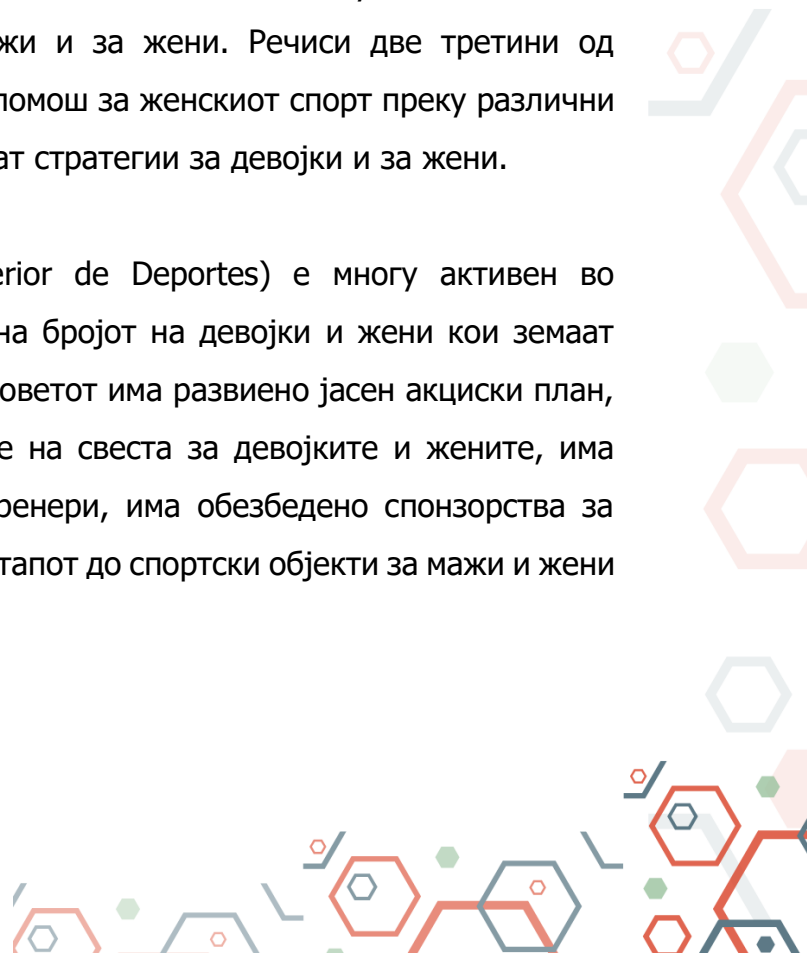 жи и за жени. Речиси две третини од
помош за женскиот спорт преку различни
ат стратегии за девојки и за жени.
erior de Deportes) е многу активен во
на бројот на девојки и жени кои земаат
оветот има развиено јасен акциски план,
е на свеста за девојките и жените, има
ренери, има обезбедено спонзорства за
тапот до спортски објекти за мажи и жени